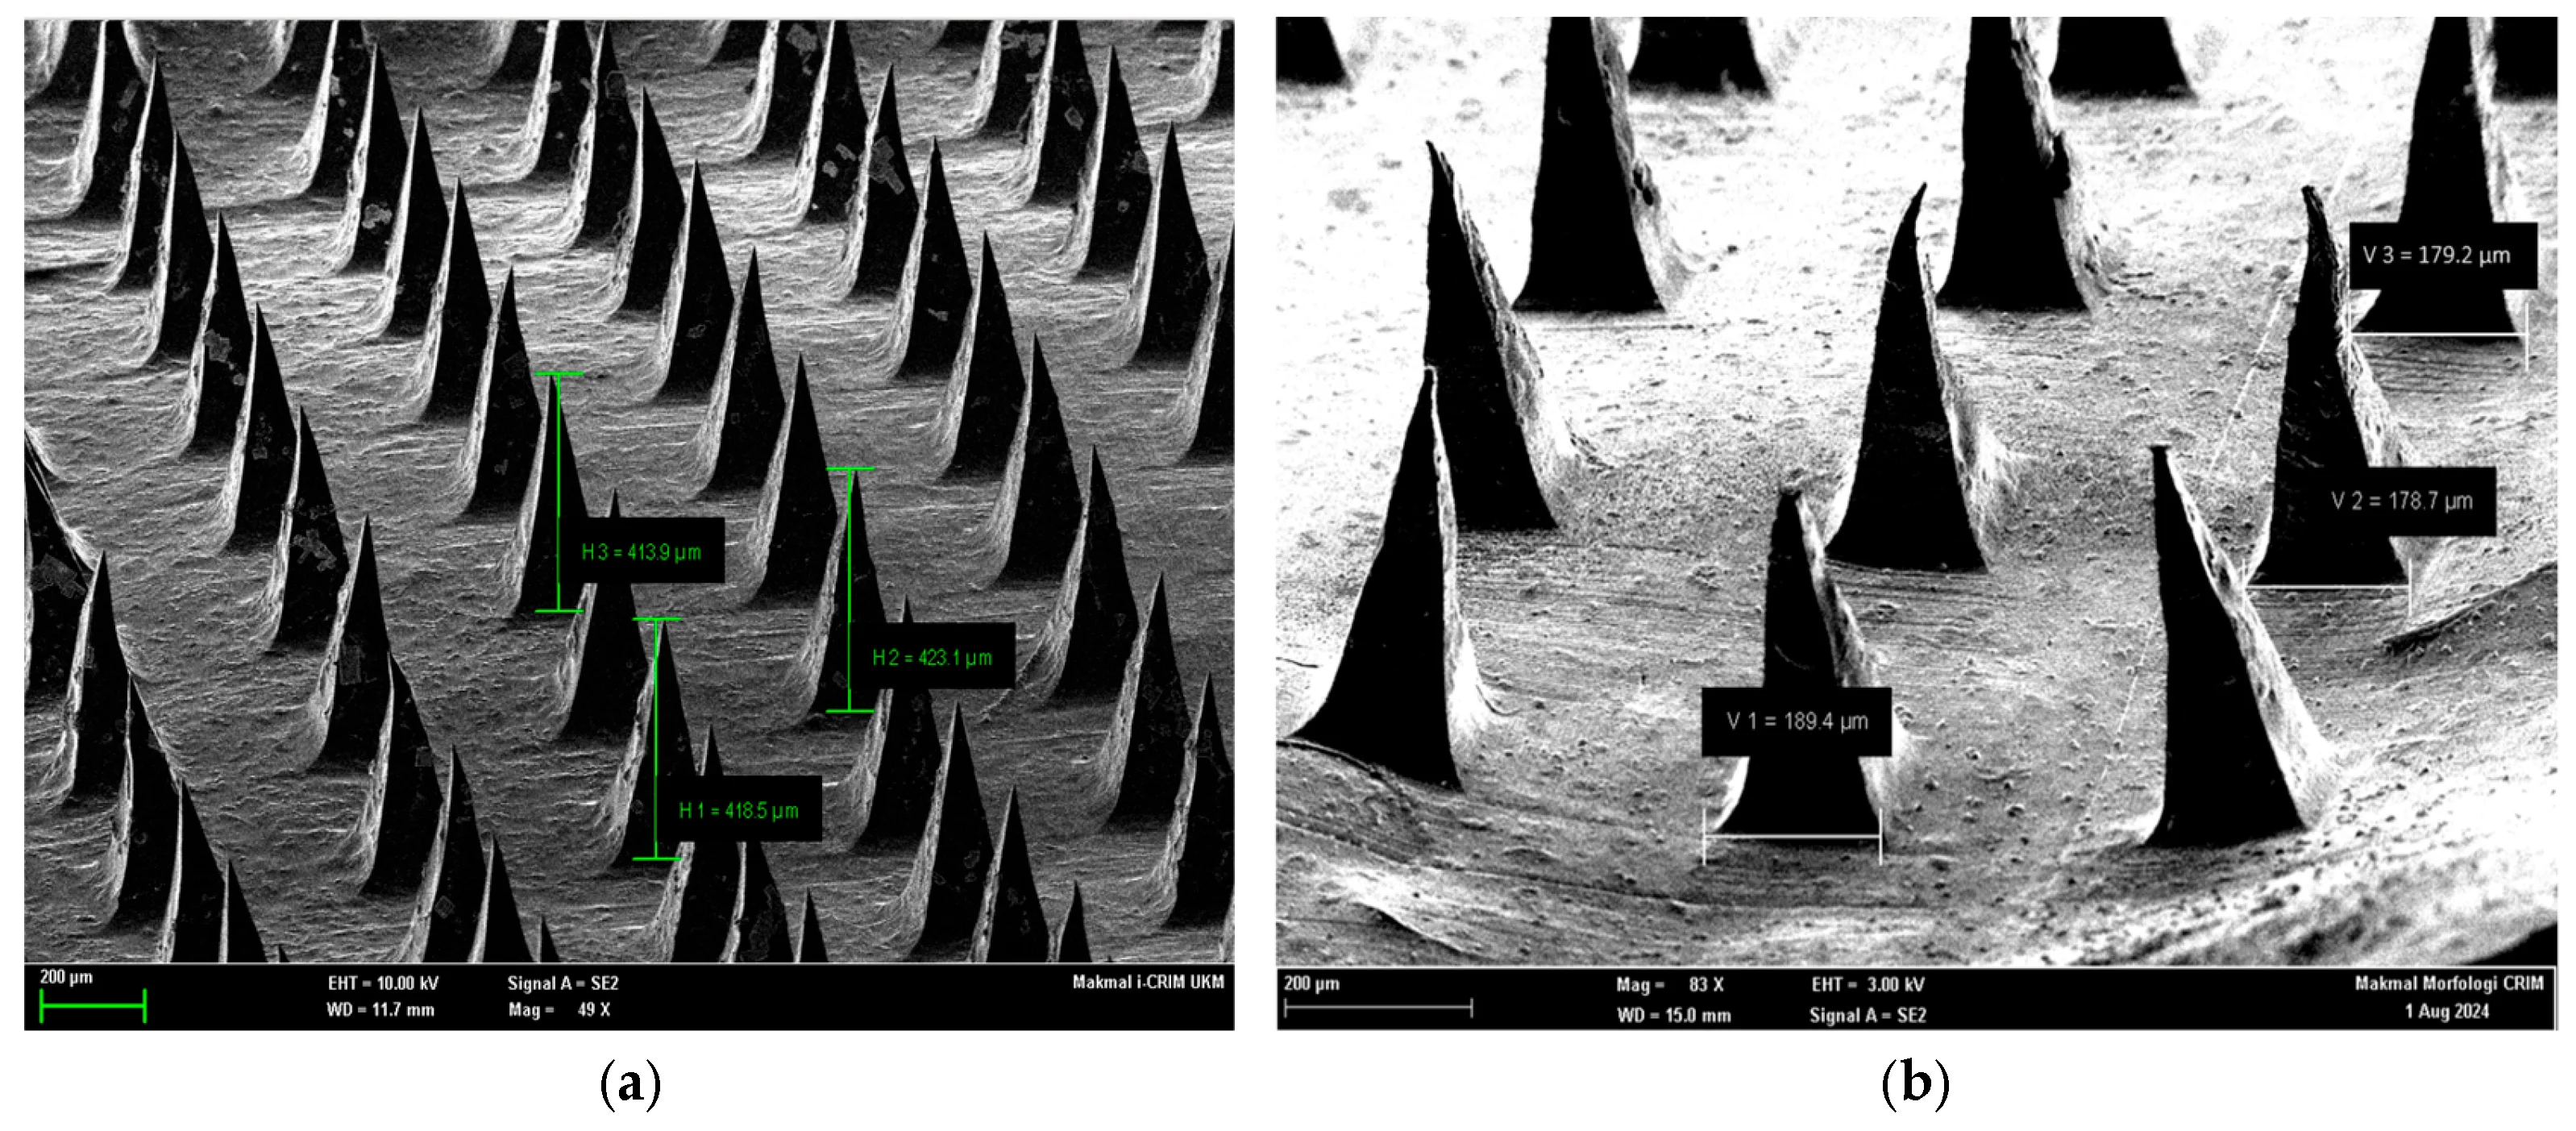 H 3 = 413.9 µm
H 2 = 423.1 µm
H 1 = 418.5 µm
200 µm
EHT = 10.00 kV
Signal A = SE2
Makmal i-CRIM UKM
WD = 11.7 mm
Mag = 49 X
(a)
V 3 = 179.2 µm
V 2 = 178.7 µm
V 1 = 189.4 µm
200 µm
Mag = 83 X
EHT = 3.00 kV
Makmal Morfologi CRIM
WD = 15.0 mm
Signal A = SE2
1 Aug 2024
(b)